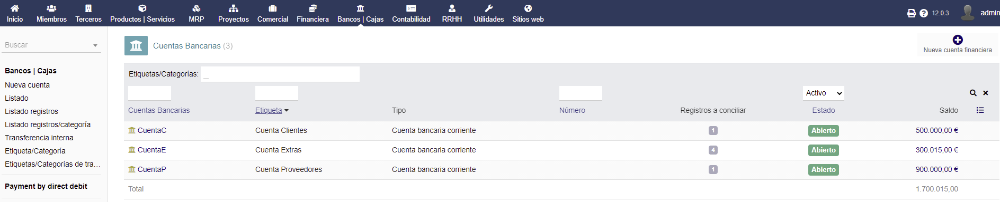 Inicio Miembros Terceros Productos | Servicios MRP Proyectos Comercial Financiera Bancos | Cajas Contabilidad RRHH Utilidades Sitios web 12.0.3 admin
Buscar
Bancos | Cajas
Nueva cuenta
Listado
Listado registros
Listado registros/categoría
Transferencia interna
Etiqueta/Categoría
Etiquetas/Categorías de tra...
Payment by direct debit
Cuentas Bancarias (3)
Nueva cuenta financiera
Etiquetas/Categorías:
Activo
Cuentas Bancarias Etiqueta Tipo Número Registros a conciliar Estado Saldo
CuentaC Cuenta Clientes Cuenta bancaria corriente 1 Abierto 500.000,00 €
CuentaE Cuenta Extras Cuenta bancaria corriente 4 Abierto 300.015,00 €
CuentaP Cuenta Proveedores Cuenta bancaria corriente 1 Abierto 900.000,00 €
Total 1.700.015,00